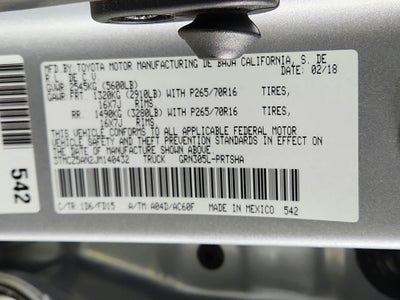 MFD BY: TOYOTA MOTOR MANUFACTURING DE BAJA CALIFORNIA, S. DE
R.L. DE C.V. DATE: 02/18
GVWR 2545KG (5600LB)
GAWR FRT. 1320KG (2910LB) WITH P265/70R16 TIRES,
16X7J RIMS
RR. 1490KG (3280LB) WITH P265/70R16 TIRES,
16X7J RIMS
THIS VEHICLE CONFORMS TO ALL APPLICABLE FEDERAL MOTOR
VEHICLE SAFETY AND THEFT PREVENTION STANDARDS IN EFFECT
ON THE DATE OF MANUFACTURE SHOWN ABOVE.
3TMCZ5AN2JM140432 TRUCK GRN305L-PRTSHA
C/TR 1D6/FD15 A/TM A04D/AC60F MADE IN MEXICO 542
542